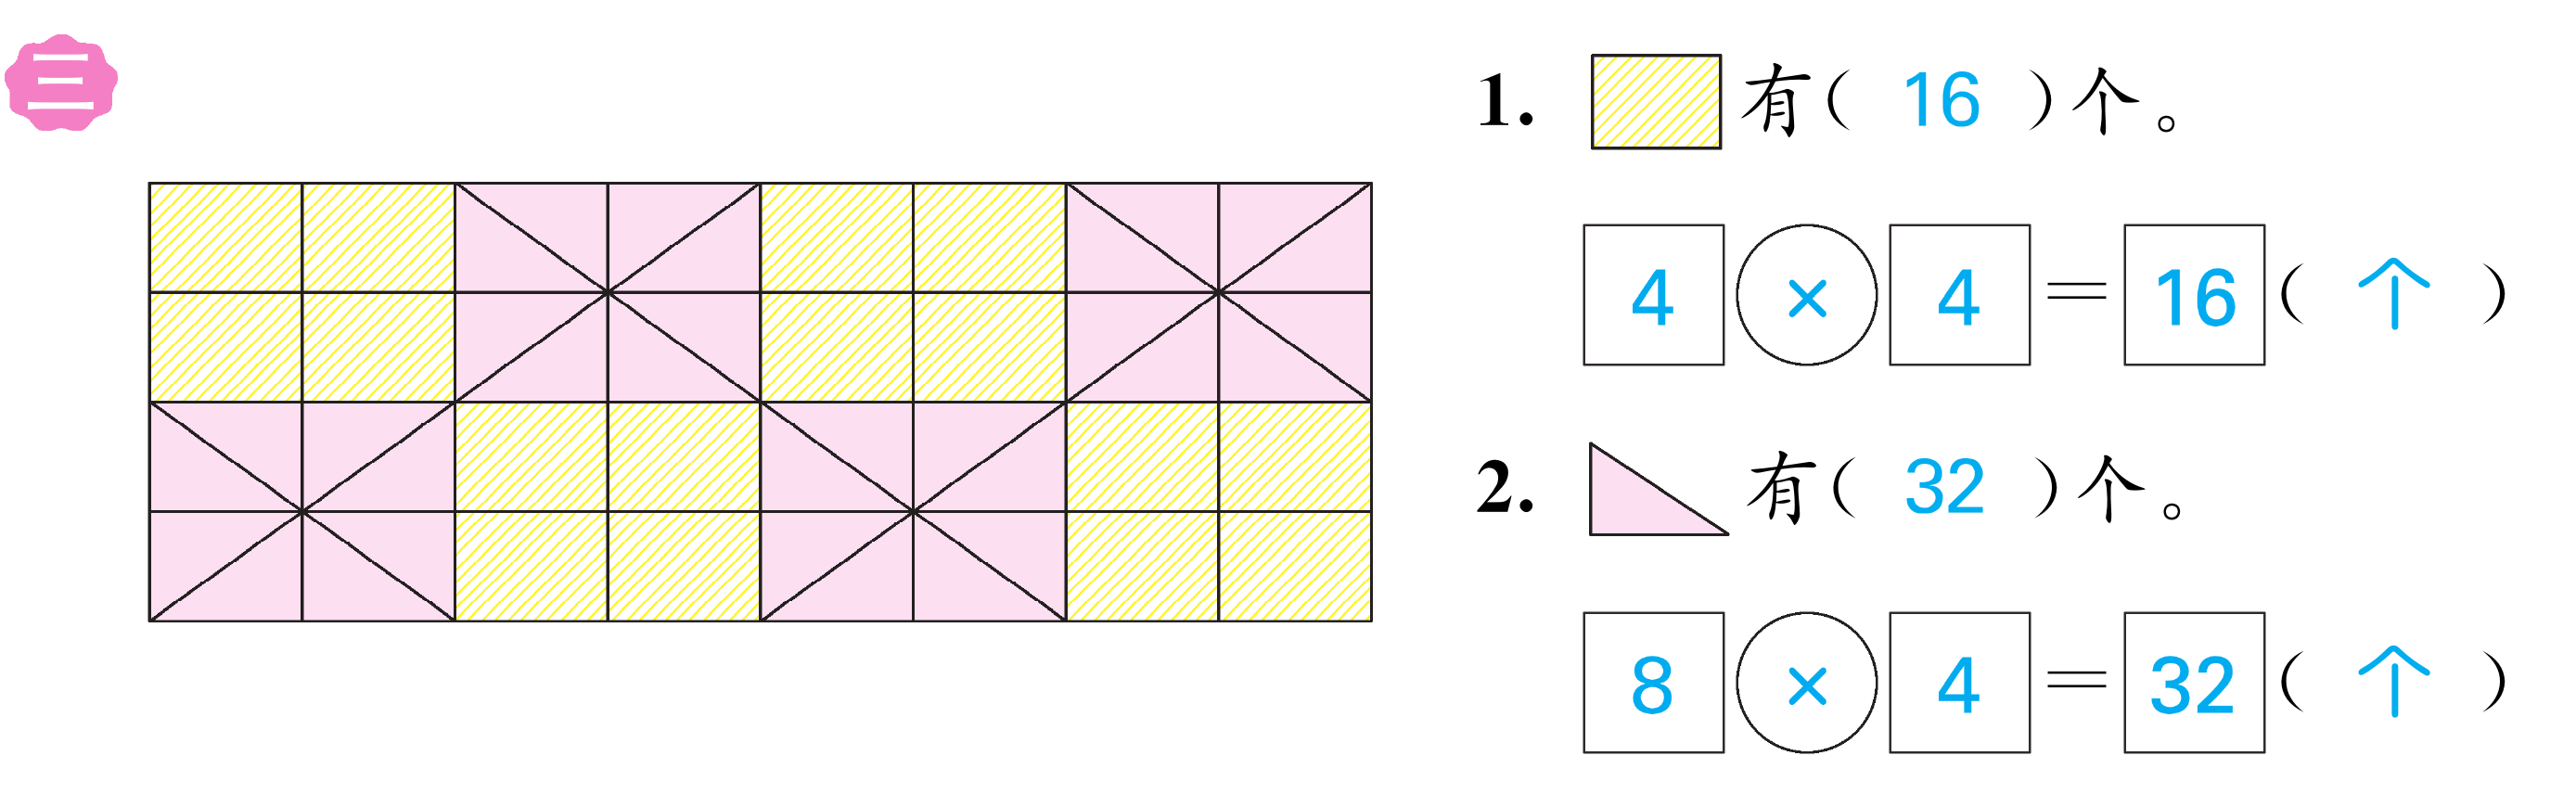 三
1. 有( 16 )个。
4 × 4 = 16 ( 个 )
2. 有( 32 )个。
8 × 4 = 32 ( 个 )